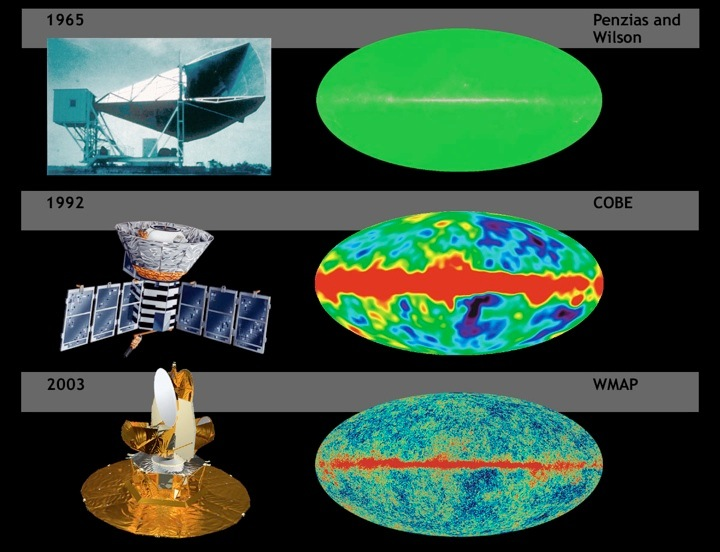 1965
Penzias and
Wilson
1992
COBE
2003
WMAP